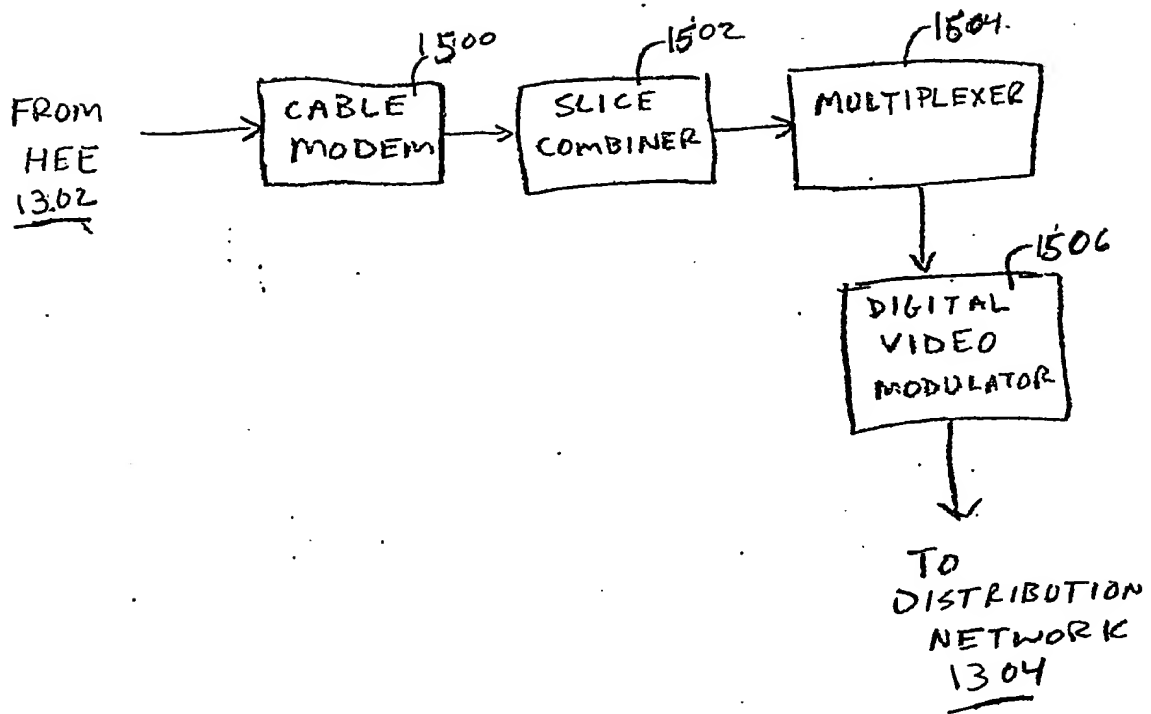 FROM
HEE
1302
1500
CABLE
MODEM
1502
SLICE
COMBINER
1504
MULTIPLEXER
1506
DIGITAL
VIDEO
MODULATOR
TO
DISTRIBUTION
NETWORK
1304